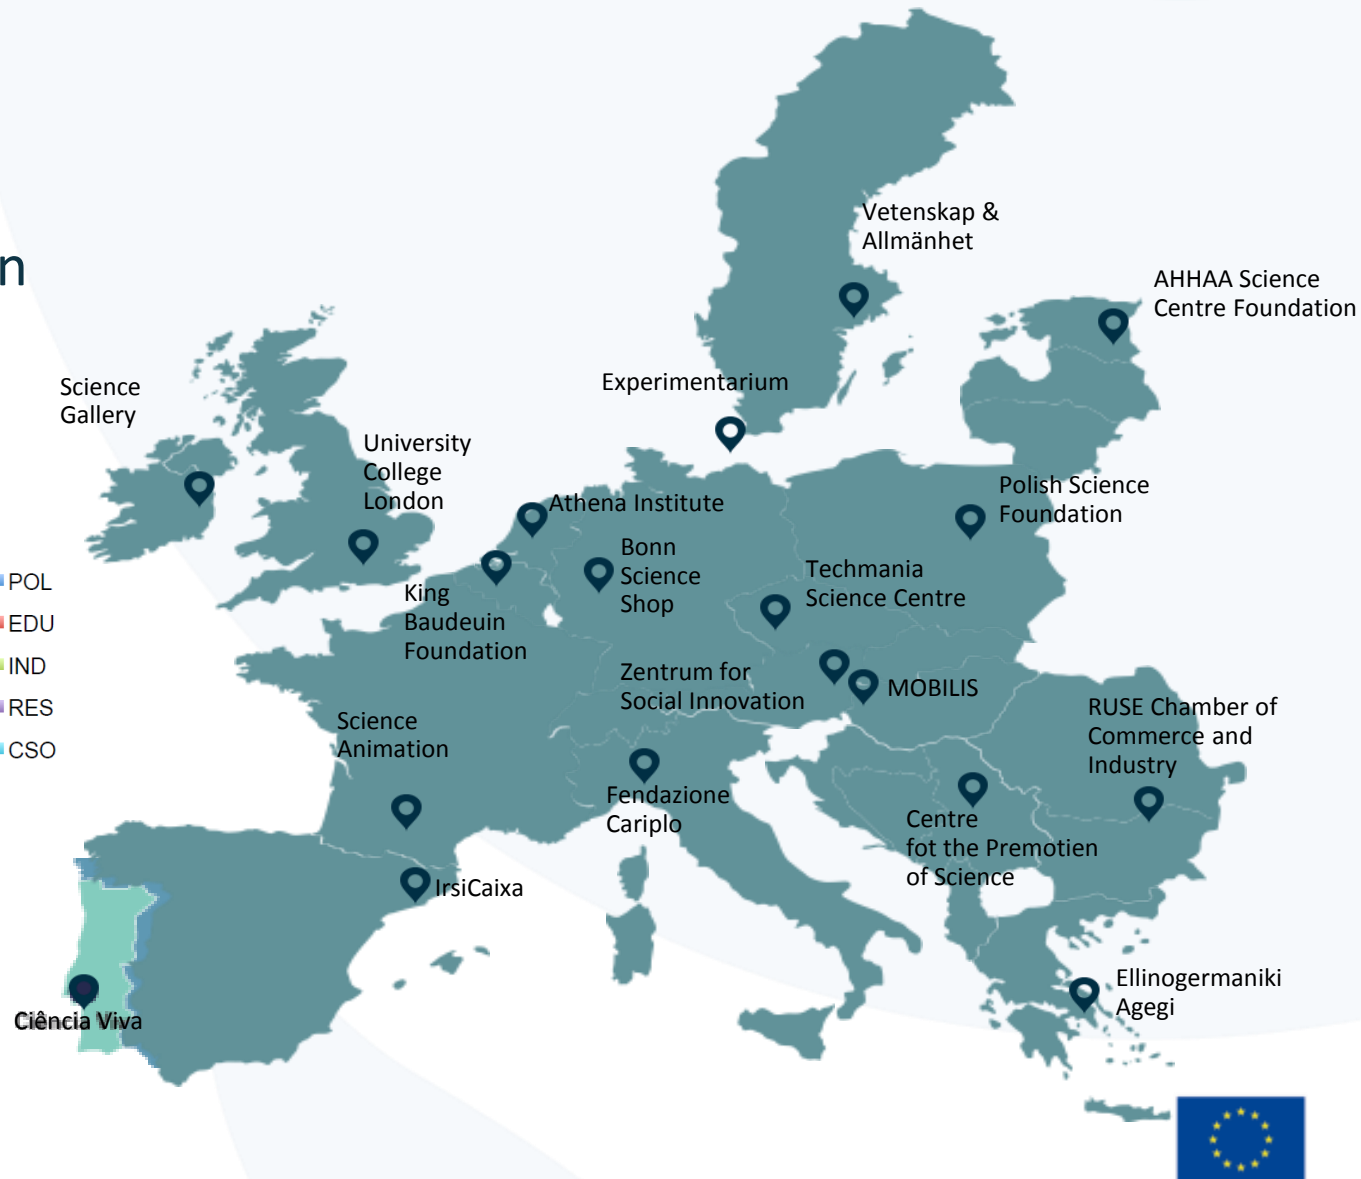 n
Vetenskap &
Allmänhet
AHHAA Science
Centre Foundation
Science
Gallery
Experimentarium
University
College
London
Athena Institute
Polish Science
Foundation
Bonn
Science
Shop
Techmania
Science Centre
King
Baudeuin
Foundation
POL
EDU
IND
RES
CSO
Zentrum for
Social Innovation
MOBILIS
RUSE Chamber of
Commerce and
Industry
Science
Animation
Fendazione
Cariplo
Centre
fot the Premotien
of Science
IrsiCaixa
Ellinogermaniki
Agegi
Ciência Viva